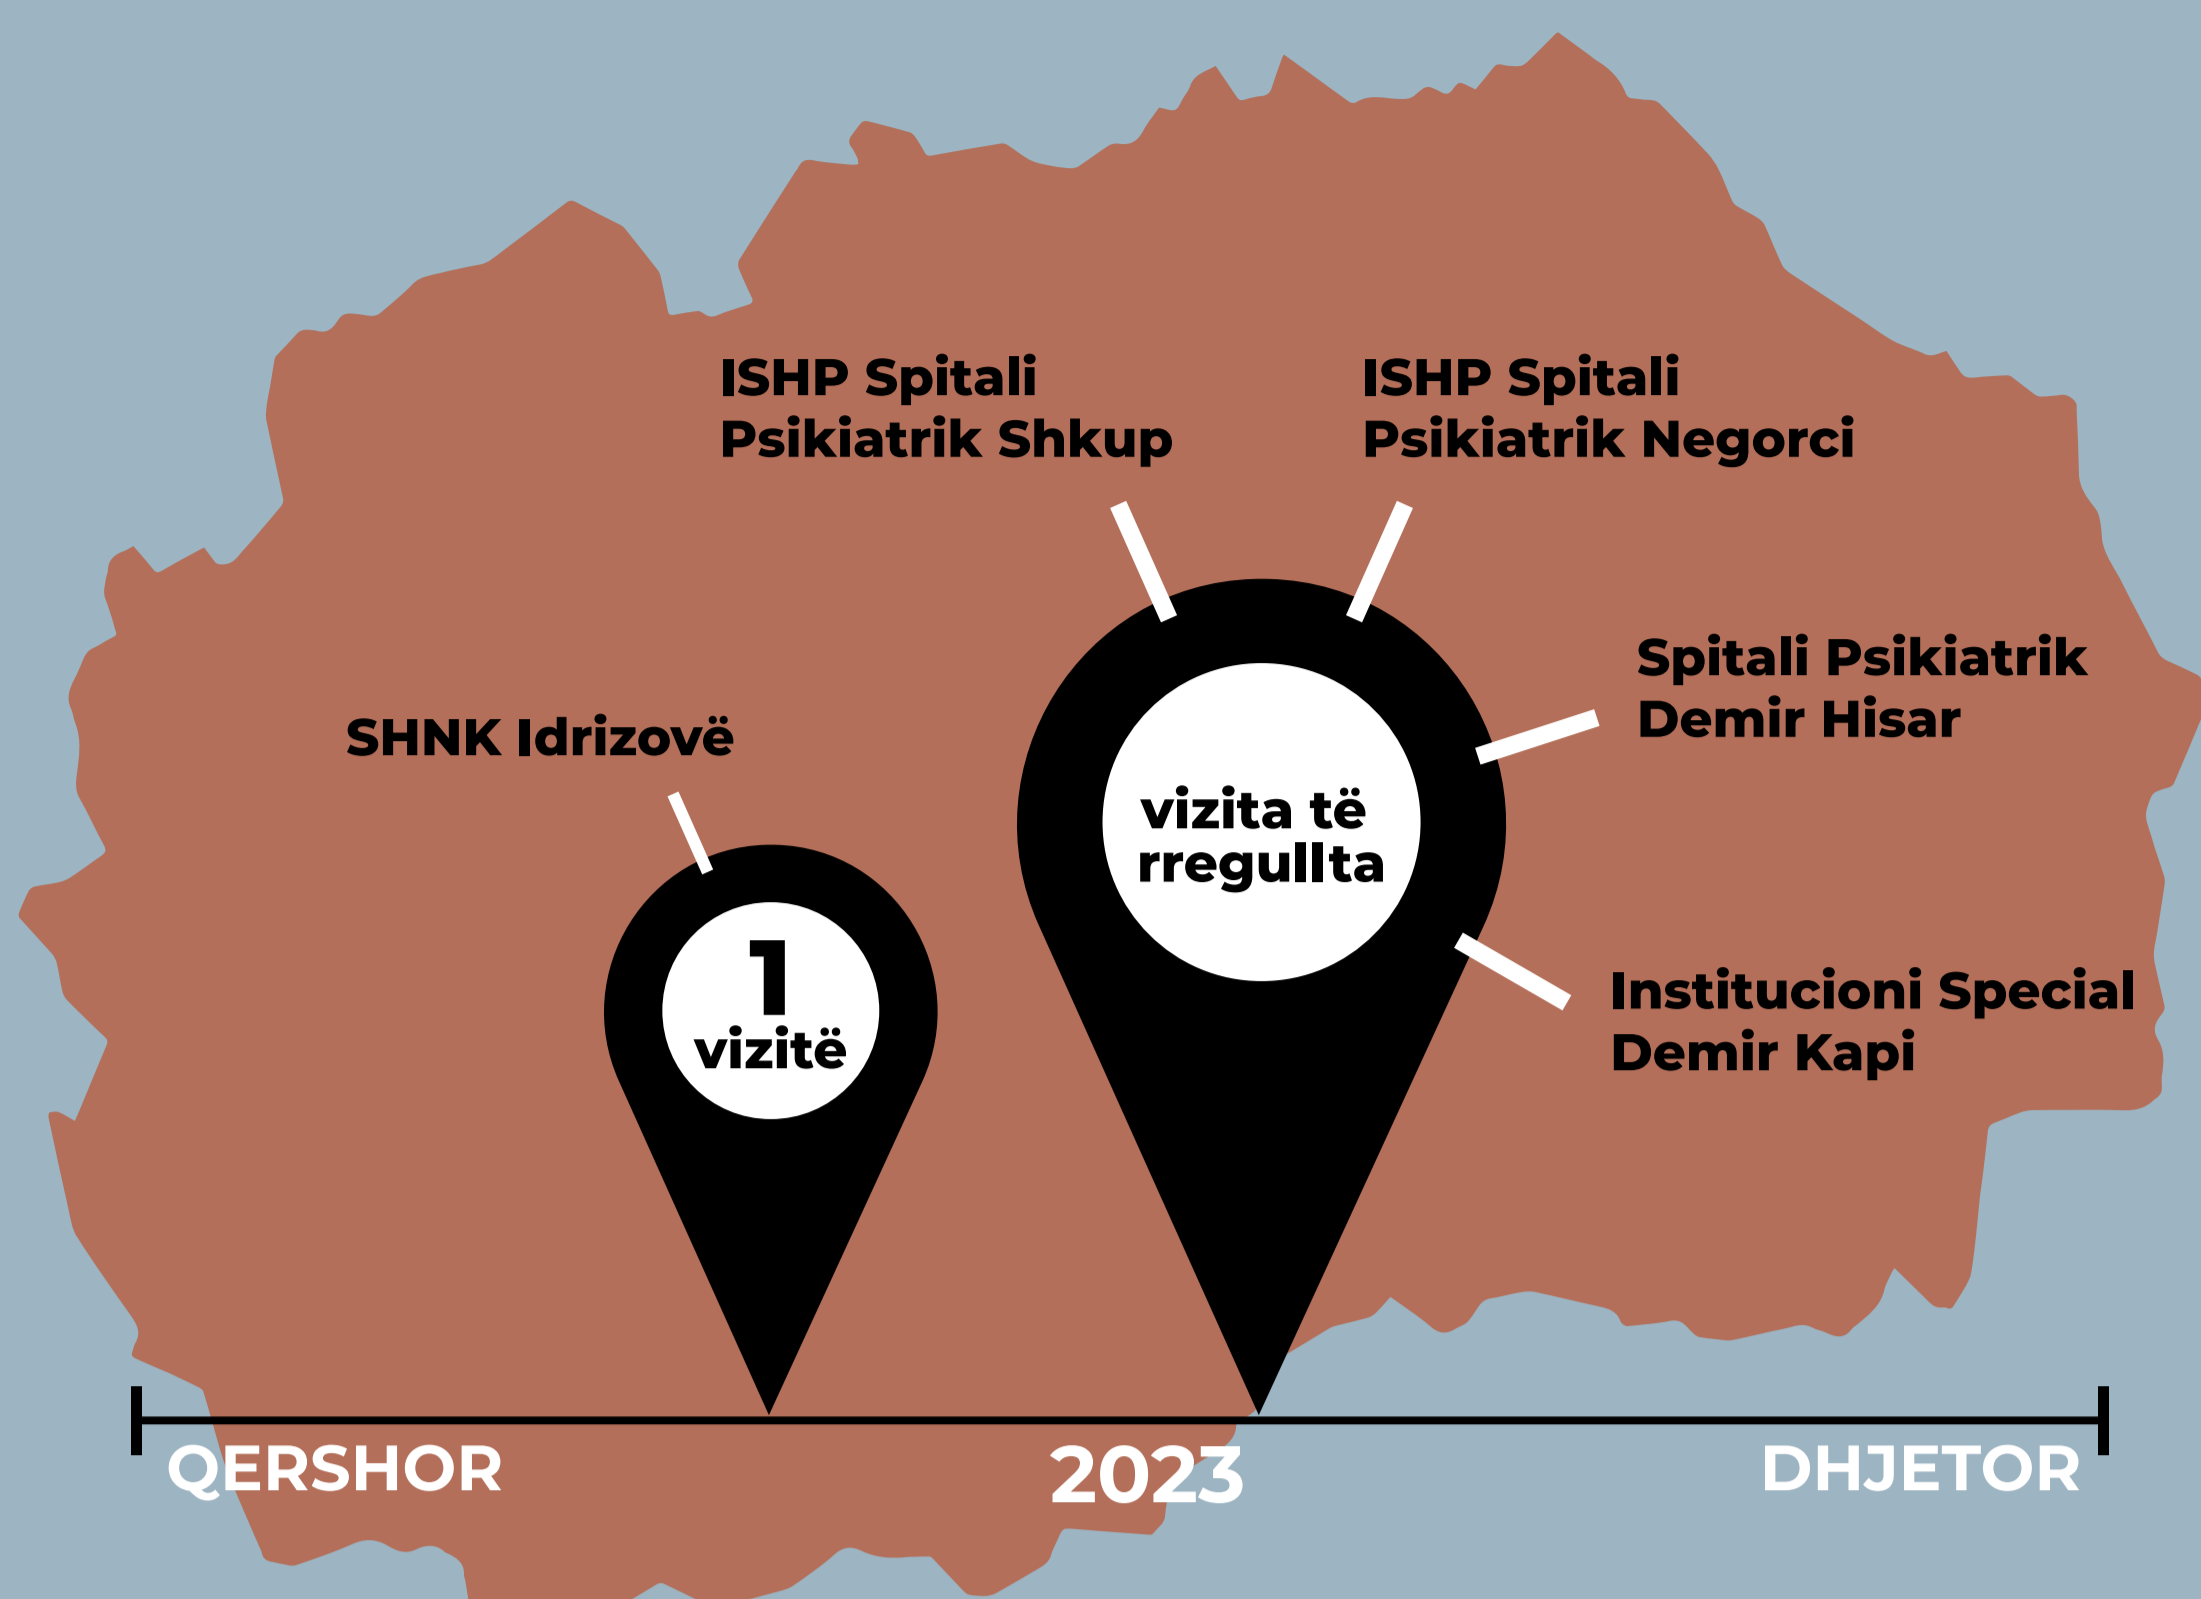 ISHP Spitali
Psikiatrik Shkup
ISHP Spitali
Psikiatrik Negorci
Spitali Psikiatrik
Demir Hisar
SHNK Idrizovë
vizita të
rregullta
1
vizitë
Institucioni Special
Demir Kapi
QERSHOR
2023
DHJETOR